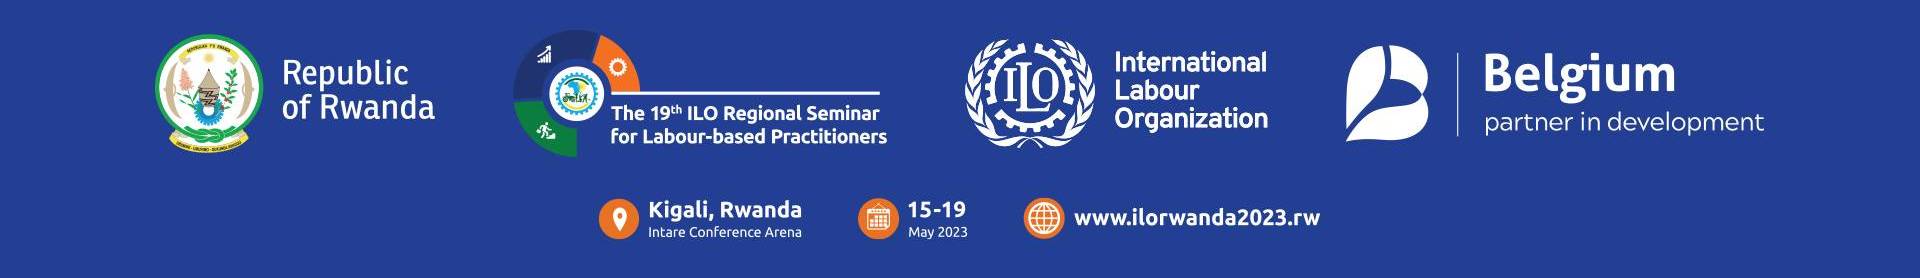 Republic
of Rwanda
The 19th ILO Regional Seminar
for Labour-based Practitioners
ILO
International
Labour
Organization
Belgium
partner in development
Kigali, Rwanda
Intare Conference Arena
15-19
May 2023
www.ilorwanda2023.rw